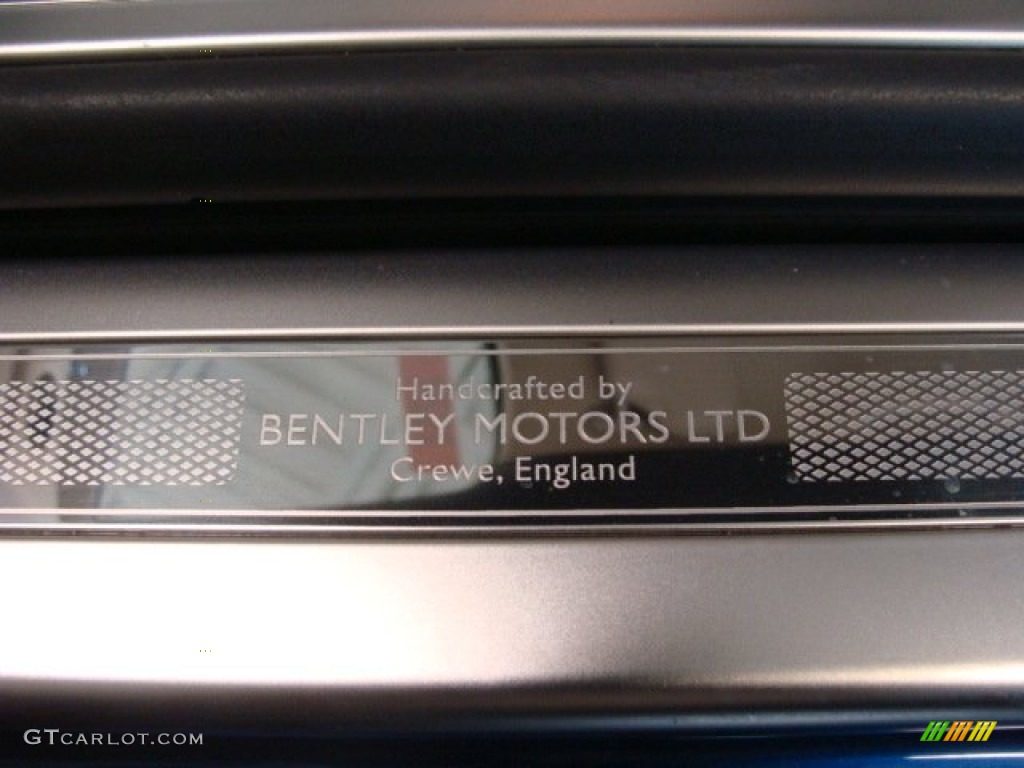 Handcrafted by
BENTLEY MOTORS LTD
Crewe, England
GTCARLOT.COM